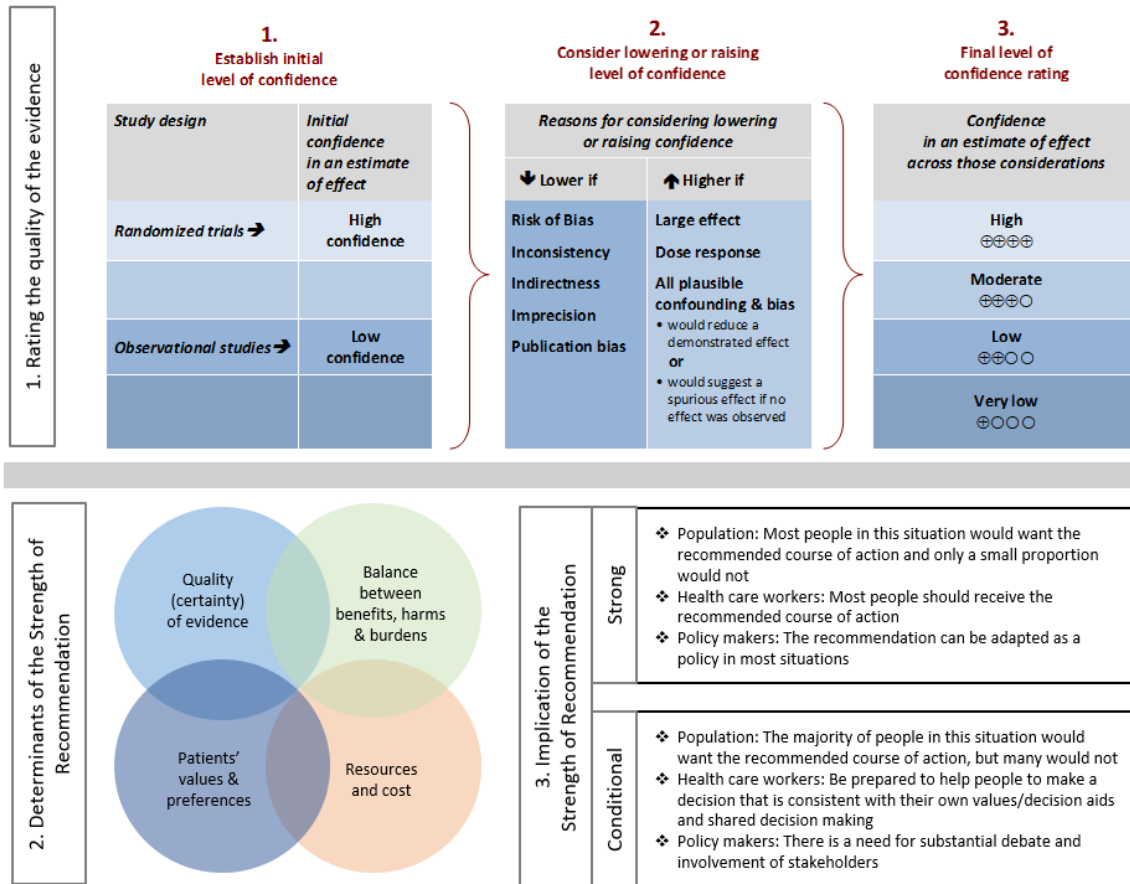 1. Rating the quality of the evidence
1.
Establish initial
level of confidence
Study design
Initial
confidence
in an estimate
of effect
Randomized trials ➔
High
confidence
Observational studies ➔
Low
confidence
2.
Consider lowering or raising
level of confidence
Reasons for considering lowering
or raising confidence
🡇 Lower if
🡅 Higher if
Risk of Bias
Inconsistency
Indirectness
Imprecision
Publication bias
Large effect
Dose response
All plausible
confounding & bias
• would reduce a
demonstrated effect
or
• would suggest a
spurious effect if no
effect was observed
3.
Final level of
confidence rating
Confidence
in an estimate of effect
across those considerations
High
⊕⊕⊕⊕
Moderate
⊕⊕⊕○
Low
⊕⊕○○
Very low
⊕○○○
2. Determinants of the Strength of
Recommendation
Quality
(certainty)
of evidence
Balance
between
benefits, harms
& burdens
Patients’
values &
preferences
Resources
and cost
3. Implication of the
Strength of Recommendation
Strong
❖ Population: Most people in this situation would want the
recommended course of action and only a small proportion
would not
❖ Health care workers: Most people should receive the
recommended course of action
❖ Policy makers: The recommendation can be adapted as a
policy in most situations
Conditional
❖ Population: The majority of people in this situation would
want the recommended course of action, but many would not
❖ Health care workers: Be prepared to help people to make a
decision that is consistent with their own values/decision aids
and shared decision making
❖ Policy makers: There is a need for substantial debate and
involvement of stakeholders